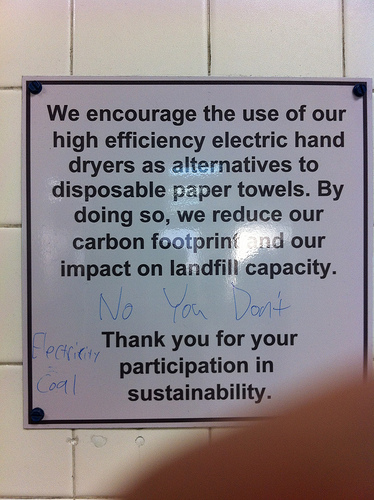 We encourage the use of our
high efficiency electric hand
dryers as alternatives to
disposable paper towels. By
doing so, we reduce our
carbon footprint and our
impact on landfill capacity.
No You Don't
Thank you for your
participation in
sustainability.
Electricity
=
Coal